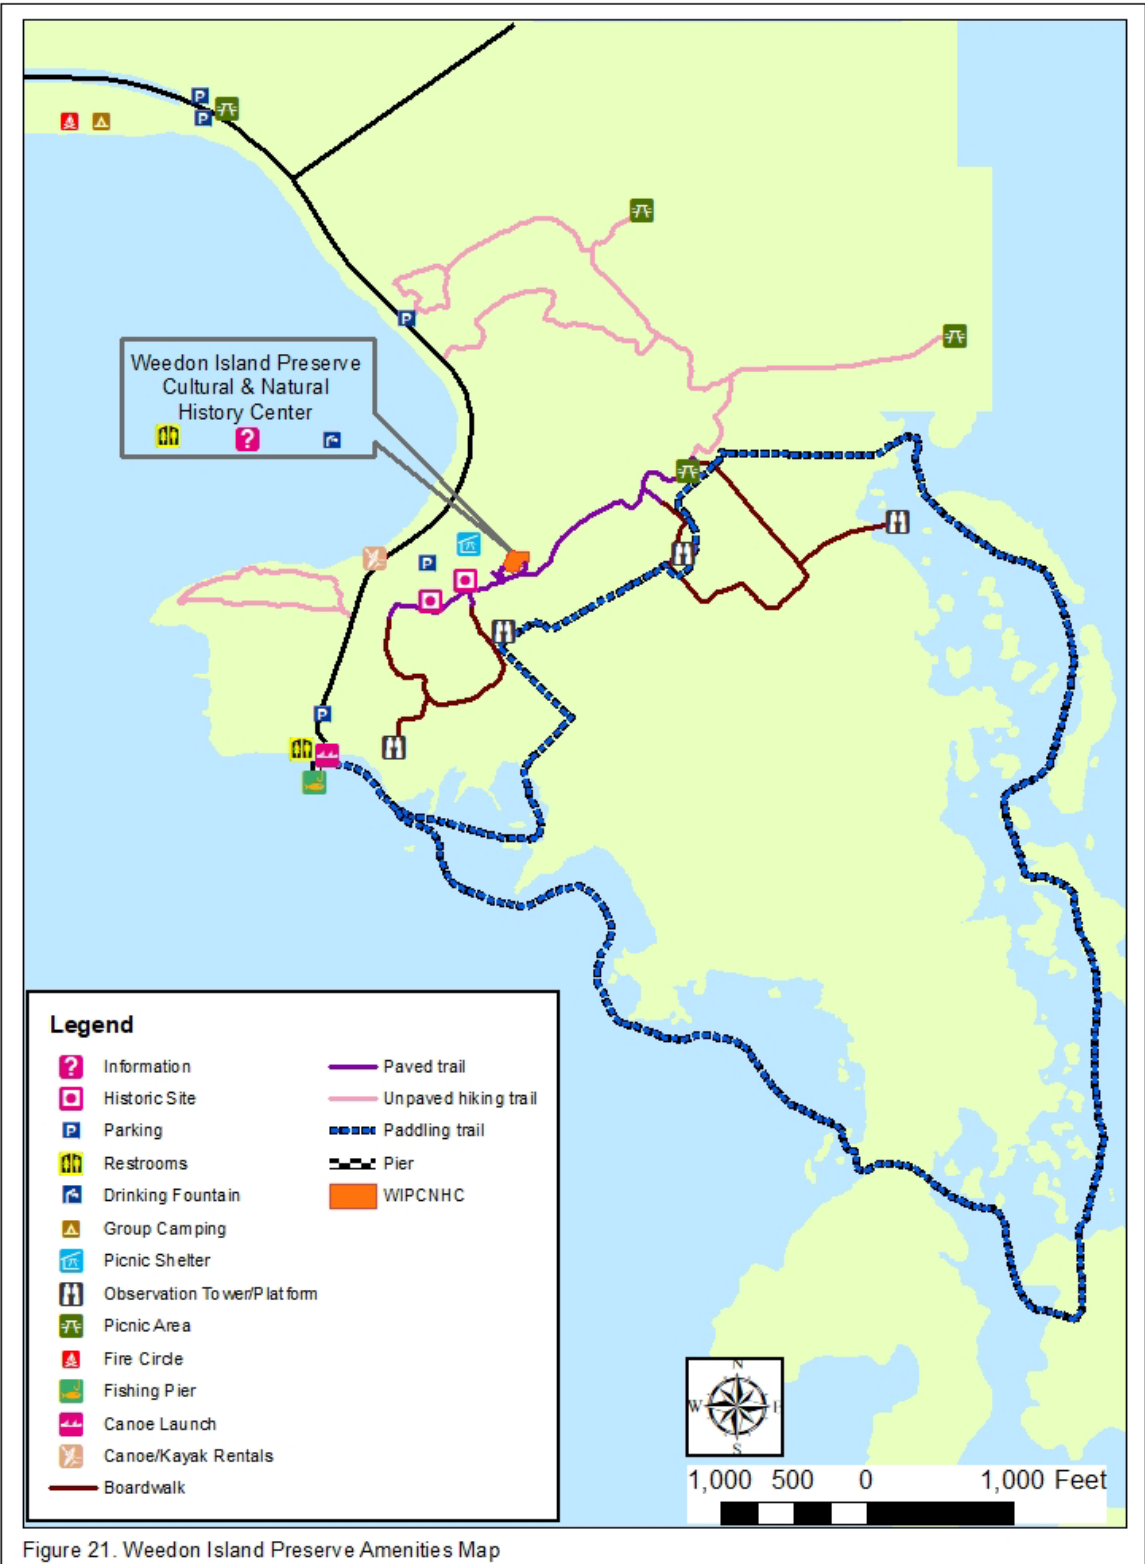 P
P
P
Weedon Island Preserve
Cultural & Natural
History Center
?
P
P
Legend
? Information
Historic Site
P Parking
Restrooms
Drinking Fountain
Group Camping
Picnic Shelter
Observation Tower/Platform
Picnic Area
Fire Circle
Fishing Pier
Canoe Launch
Canoe/Kayak Rentals
Boardwalk
Paved trail
Unpaved hiking trail
Paddling trail
Pier
WIPCNHC
N
W E
S
1,000 500 0 1,000 Feet
Figure 21. Weedon Island Preserve Amenities Map